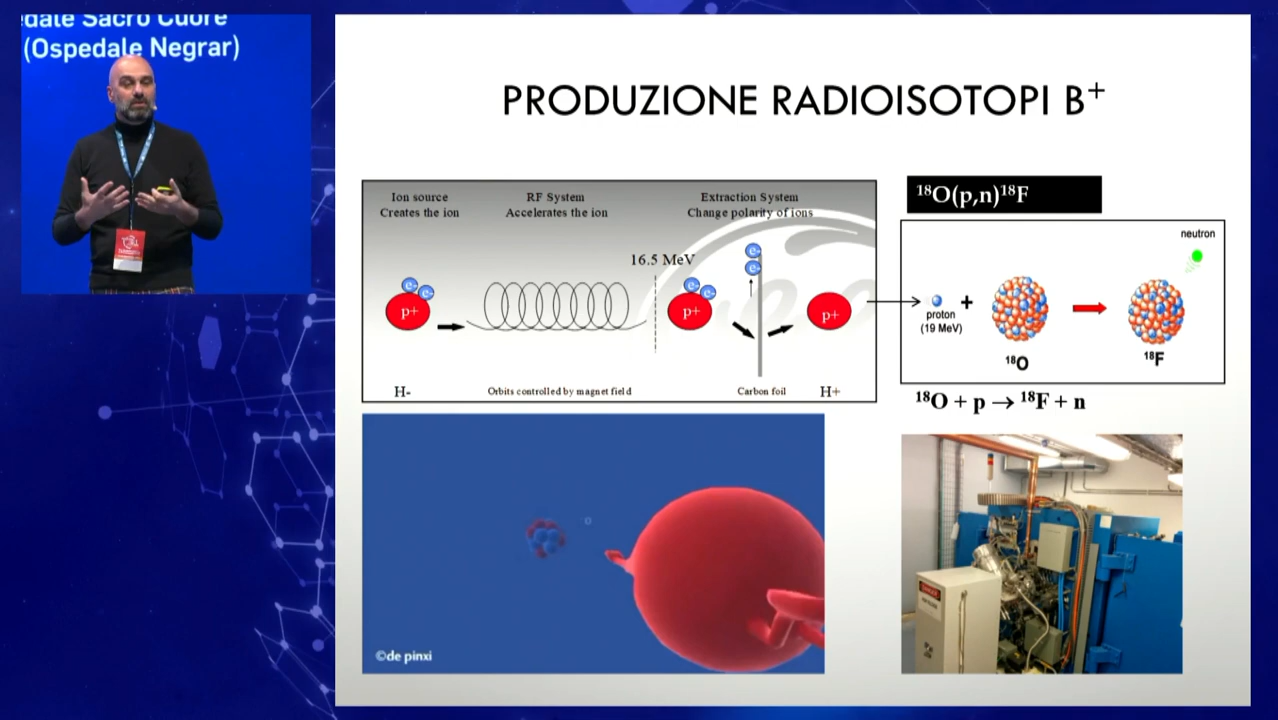 dale Sacro Cuore
(Ospedale Negrar)
PRODUZIONE RADIOISOTOPI B⁺
Ion source
Creates the ion
RF System
Accelerates the ion
Extraction System
Change polarity of ions
16.5 MeV
e-
e-
p+
e-
e-
p+
e-
e-
p+
H-
Orbits controlled by magnet field
Carbon foil
H+
¹⁸O(p,n)¹⁸F
neutron
+
proton
(19 MeV)
¹⁸O
¹⁸F
¹⁸O + p → ¹⁸F + n
©de pinxi
DANGER